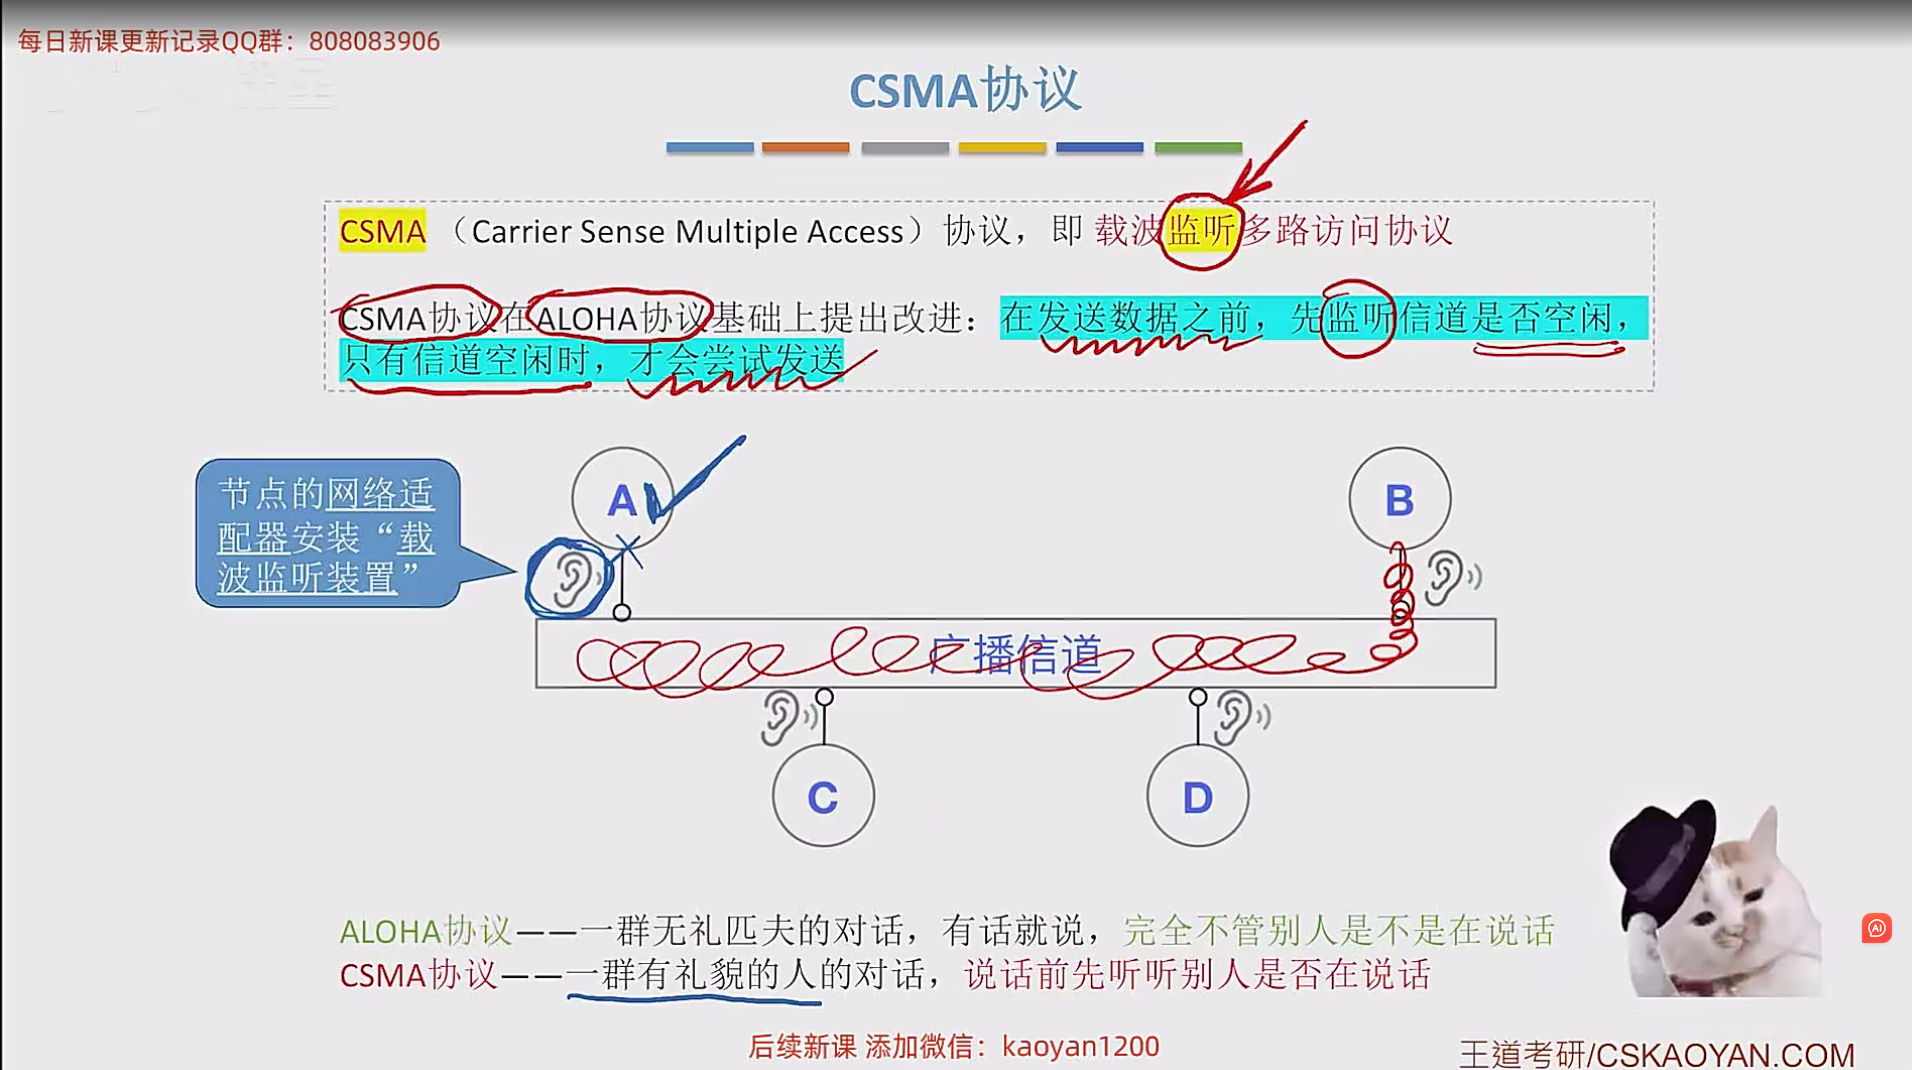 每日新课更新记录QQ群：808083906
CSMA协议
CSMA（Carrier Sense Multiple Access）协议，即 载波监听多路访问协议
CSMA协议在ALOHA协议基础上提出改进：在发送数据之前，先监听信道是否空闲，
只有信道空闲时，才会尝试发送
节点的网络适
配器安装“载
波监听装置”
A
B
广播信道
C
D
ALOHA协议——一群无礼匹夫的对话，有话就说，完全不管别人是不是在说话
CSMA协议——一群有礼貌的人的对话，说话前先听听别人是否在说话
AI
后续新课 添加微信：kaoyan1200
王道考研/CSKAOYAN.COM